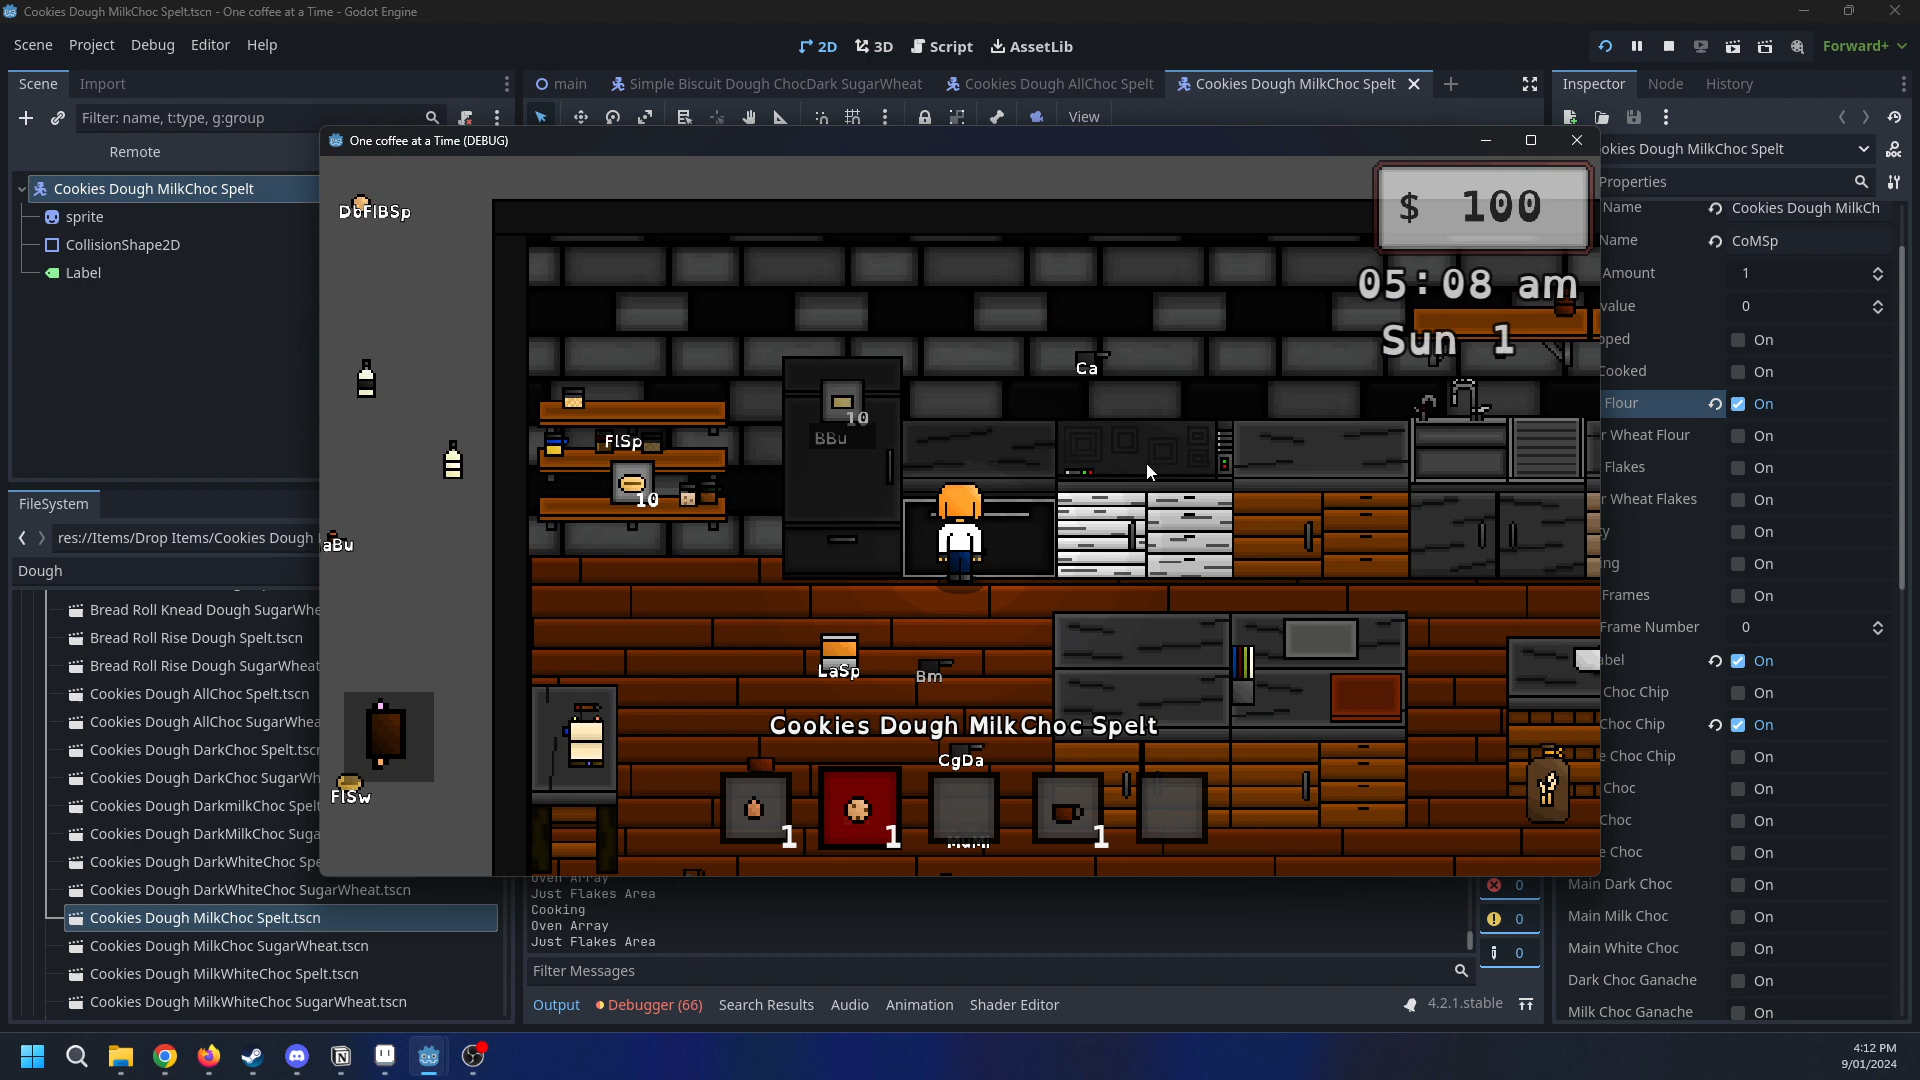 Cookies Dough MilkChoc Spelt.tscn - One coffee at a Time - Godot Engine
Scene Project Debug Editor Help
2D 3D Script AssetLib
Forward+
Scene Import
main Simple Biscuit Dough ChocDark SugarWheat Cookies Dough AllChoc Spelt Cookies Dough MilkChoc Spelt
Inspector Node History
Filter: name, t:type, g:group
View
Remote
Cookies Dough MilkChoc Spelt
sprite
CollisionShape2D
Label
FileSystem
res://Items/Drop Items/Cookies Dough
Dough
Bread Roll Knead Dough SugarWhe
Bread Roll Rise Dough Spelt.tscn
Bread Roll Rise Dough SugarWheat
Cookies Dough AllChoc Spelt.tscn
Cookies Dough AllChoc SugarWhea
Cookies Dough DarkChoc Spelt.tscn
Cookies Dough DarkChoc SugarWh
Cookies Dough DarkmilkChoc Spelt
Cookies Dough DarkMilkChoc Suga
Cookies Dough DarkWhiteChoc Spe
Cookies Dough DarkWhiteChoc SugarWheat.tscn
Cookies Dough MilkChoc Spelt.tscn
Cookies Dough MilkChoc SugarWheat.tscn
Cookies Dough MilkWhiteChoc Spelt.tscn
Cookies Dough MilkWhiteChoc SugarWheat.tscn
One coffee at a Time (DEBUG)
$ 100
05:08 am
Sun 1
Ca
10
BBu
FlSp
10
aBu
LaSp
Bm
Cookies Dough MilkChoc Spelt
CgDa
FlSw
1
1
1
MuMi
Oven Array
Just Flakes Area
Cooking
Oven Array
Just Flakes Area
Filter Messages
Output Debugger (66) Search Results Audio Animation Shader Editor
4.2.1.stable
0
0
0
okies Dough MilkChoc Spelt
Properties
Name Cookies Dough MilkCh
Name CoMSp
Amount 1
value 0
ped On
Cooked On
Flour On
r Wheat Flour On
Flakes On
r Wheat Flakes On
y On
ng On
Frames On
Frame Number 0
bel On
Choc Chip On
Choc Chip On
e Choc Chip On
Choc On
Choc On
e Choc On
Main Dark Choc On
Main Milk Choc On
Main White Choc On
Dark Choc Ganache On
Milk Choc Ganache On
4:12 PM
9/01/2024